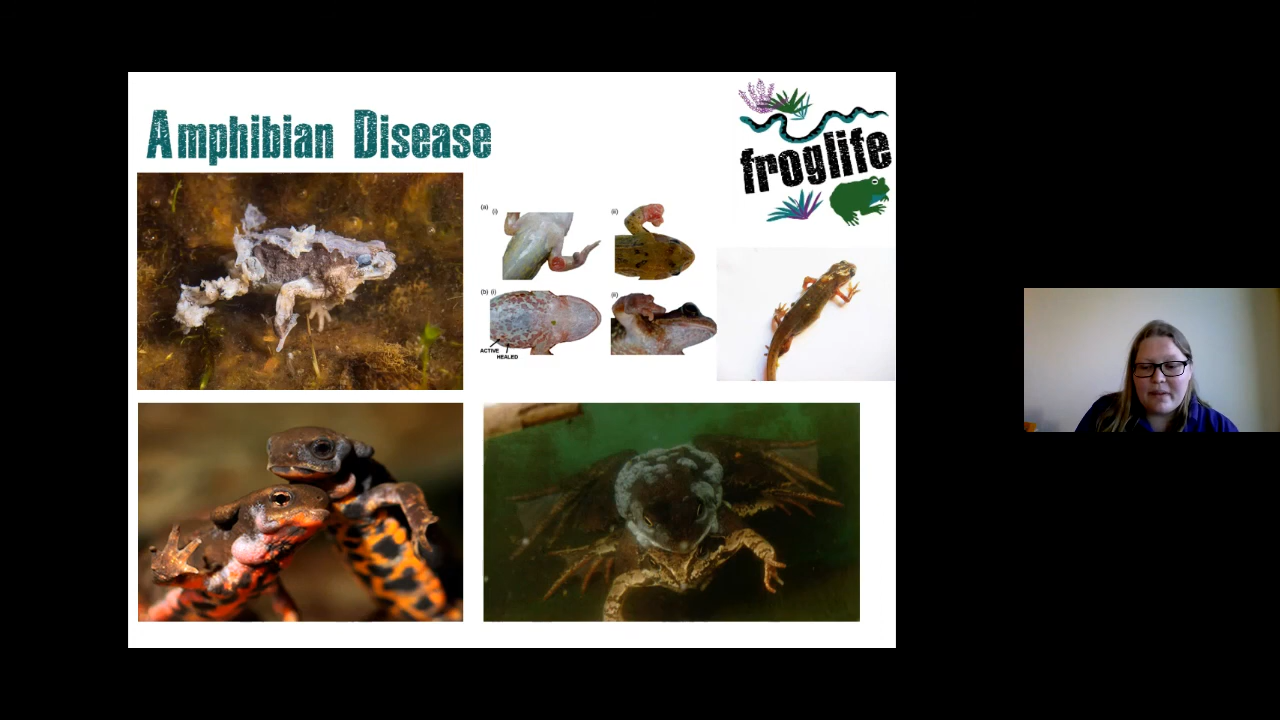 Amphibian Disease
froglife
(a)
(i)
(ii)
(b) (i)
(ii)
ACTIVE
HEALED